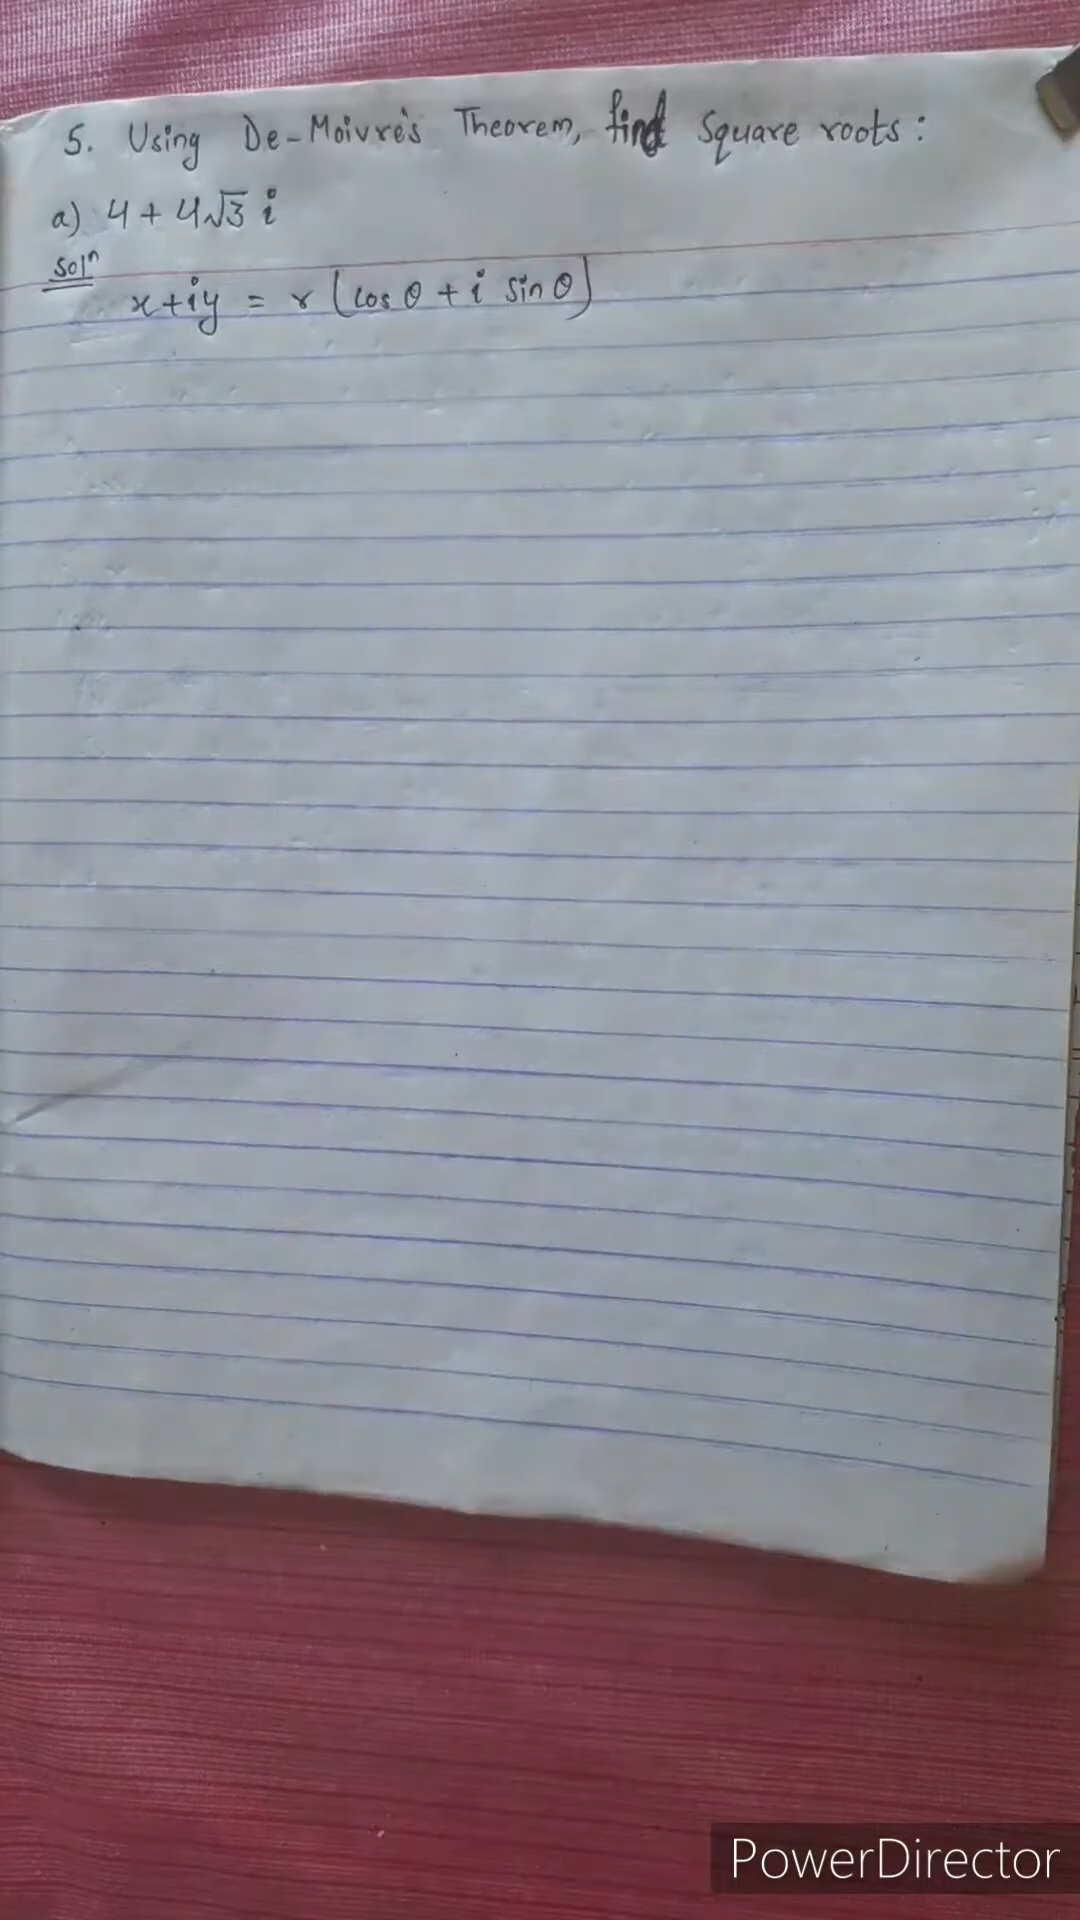 5. Using De-Moivre's Theorem, find Square roots :
a) 4 + 4√3 i
Solⁿ
x+iy = r (cos θ + i sin θ)
PowerDirector